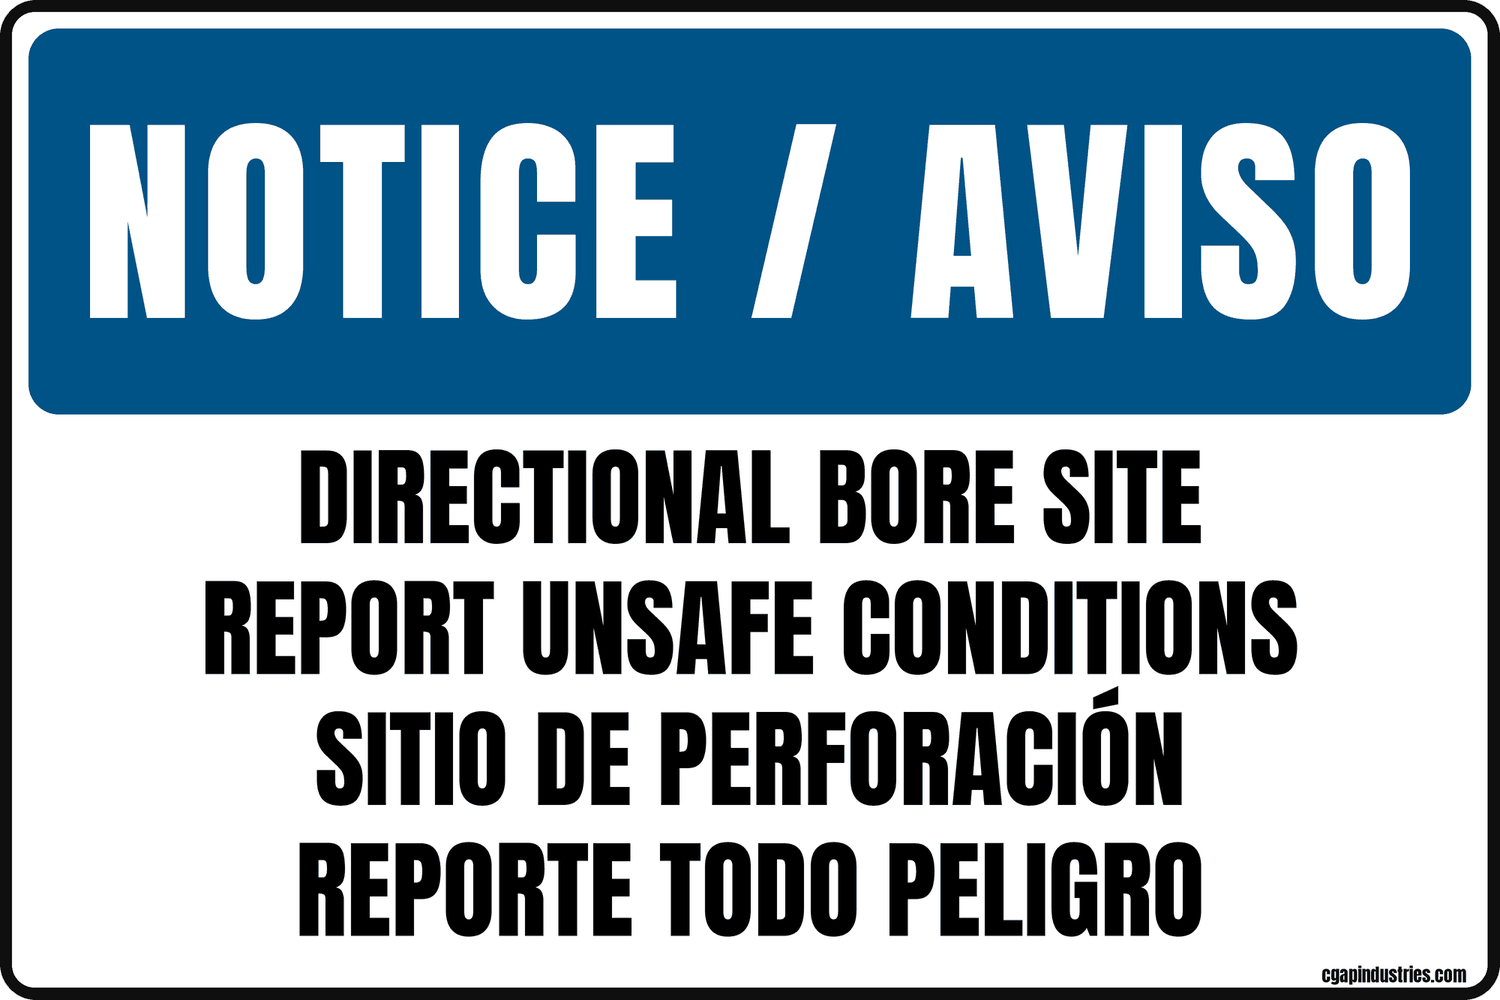 NOTICE / AVISO
DIRECTIONAL BORE SITE
REPORT UNSAFE CONDITIONS
SITIO DE PERFORACIÓN
REPORTE TODO PELIGRO
cgapindustries.com